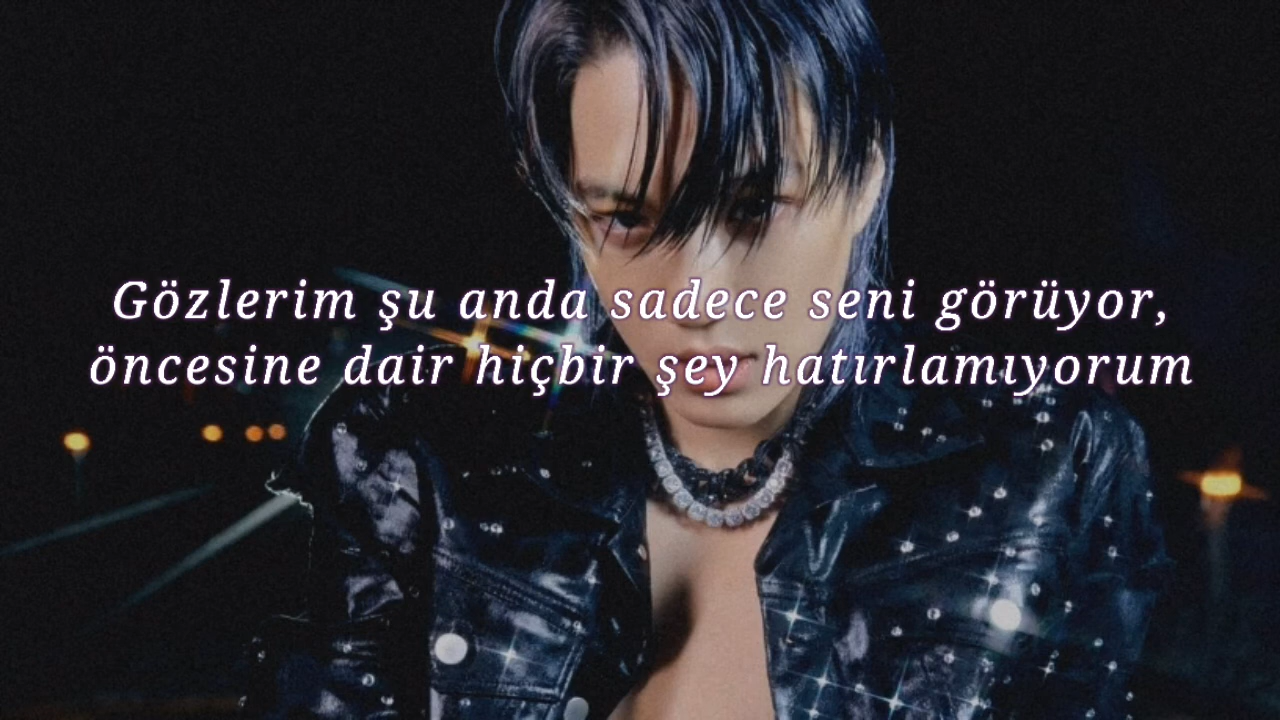 Gözlerim şu anda sadece seni görüyor,
öncesine dair hiçbir şey hatırlamıyorum